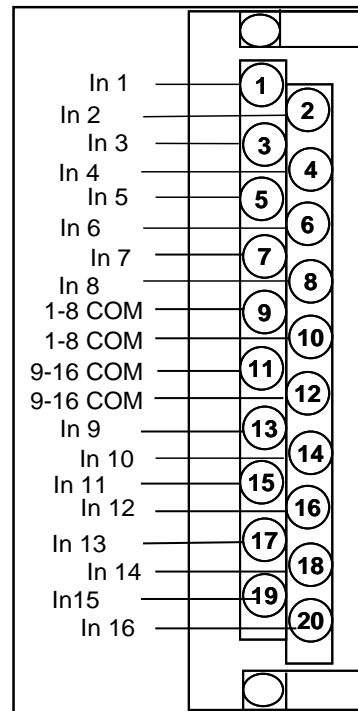 In 1
1
In 2
2
In 3
3
In 4
4
In 5
5
In 6
6
In 7
7
In 8
8
1-8 COM
9
1-8 COM
10
9-16 COM
11
9-16 COM
12
In 9
13
In 10
14
In 11
15
In 12
16
In 13
17
In 14
18
In15
19
In 16
20